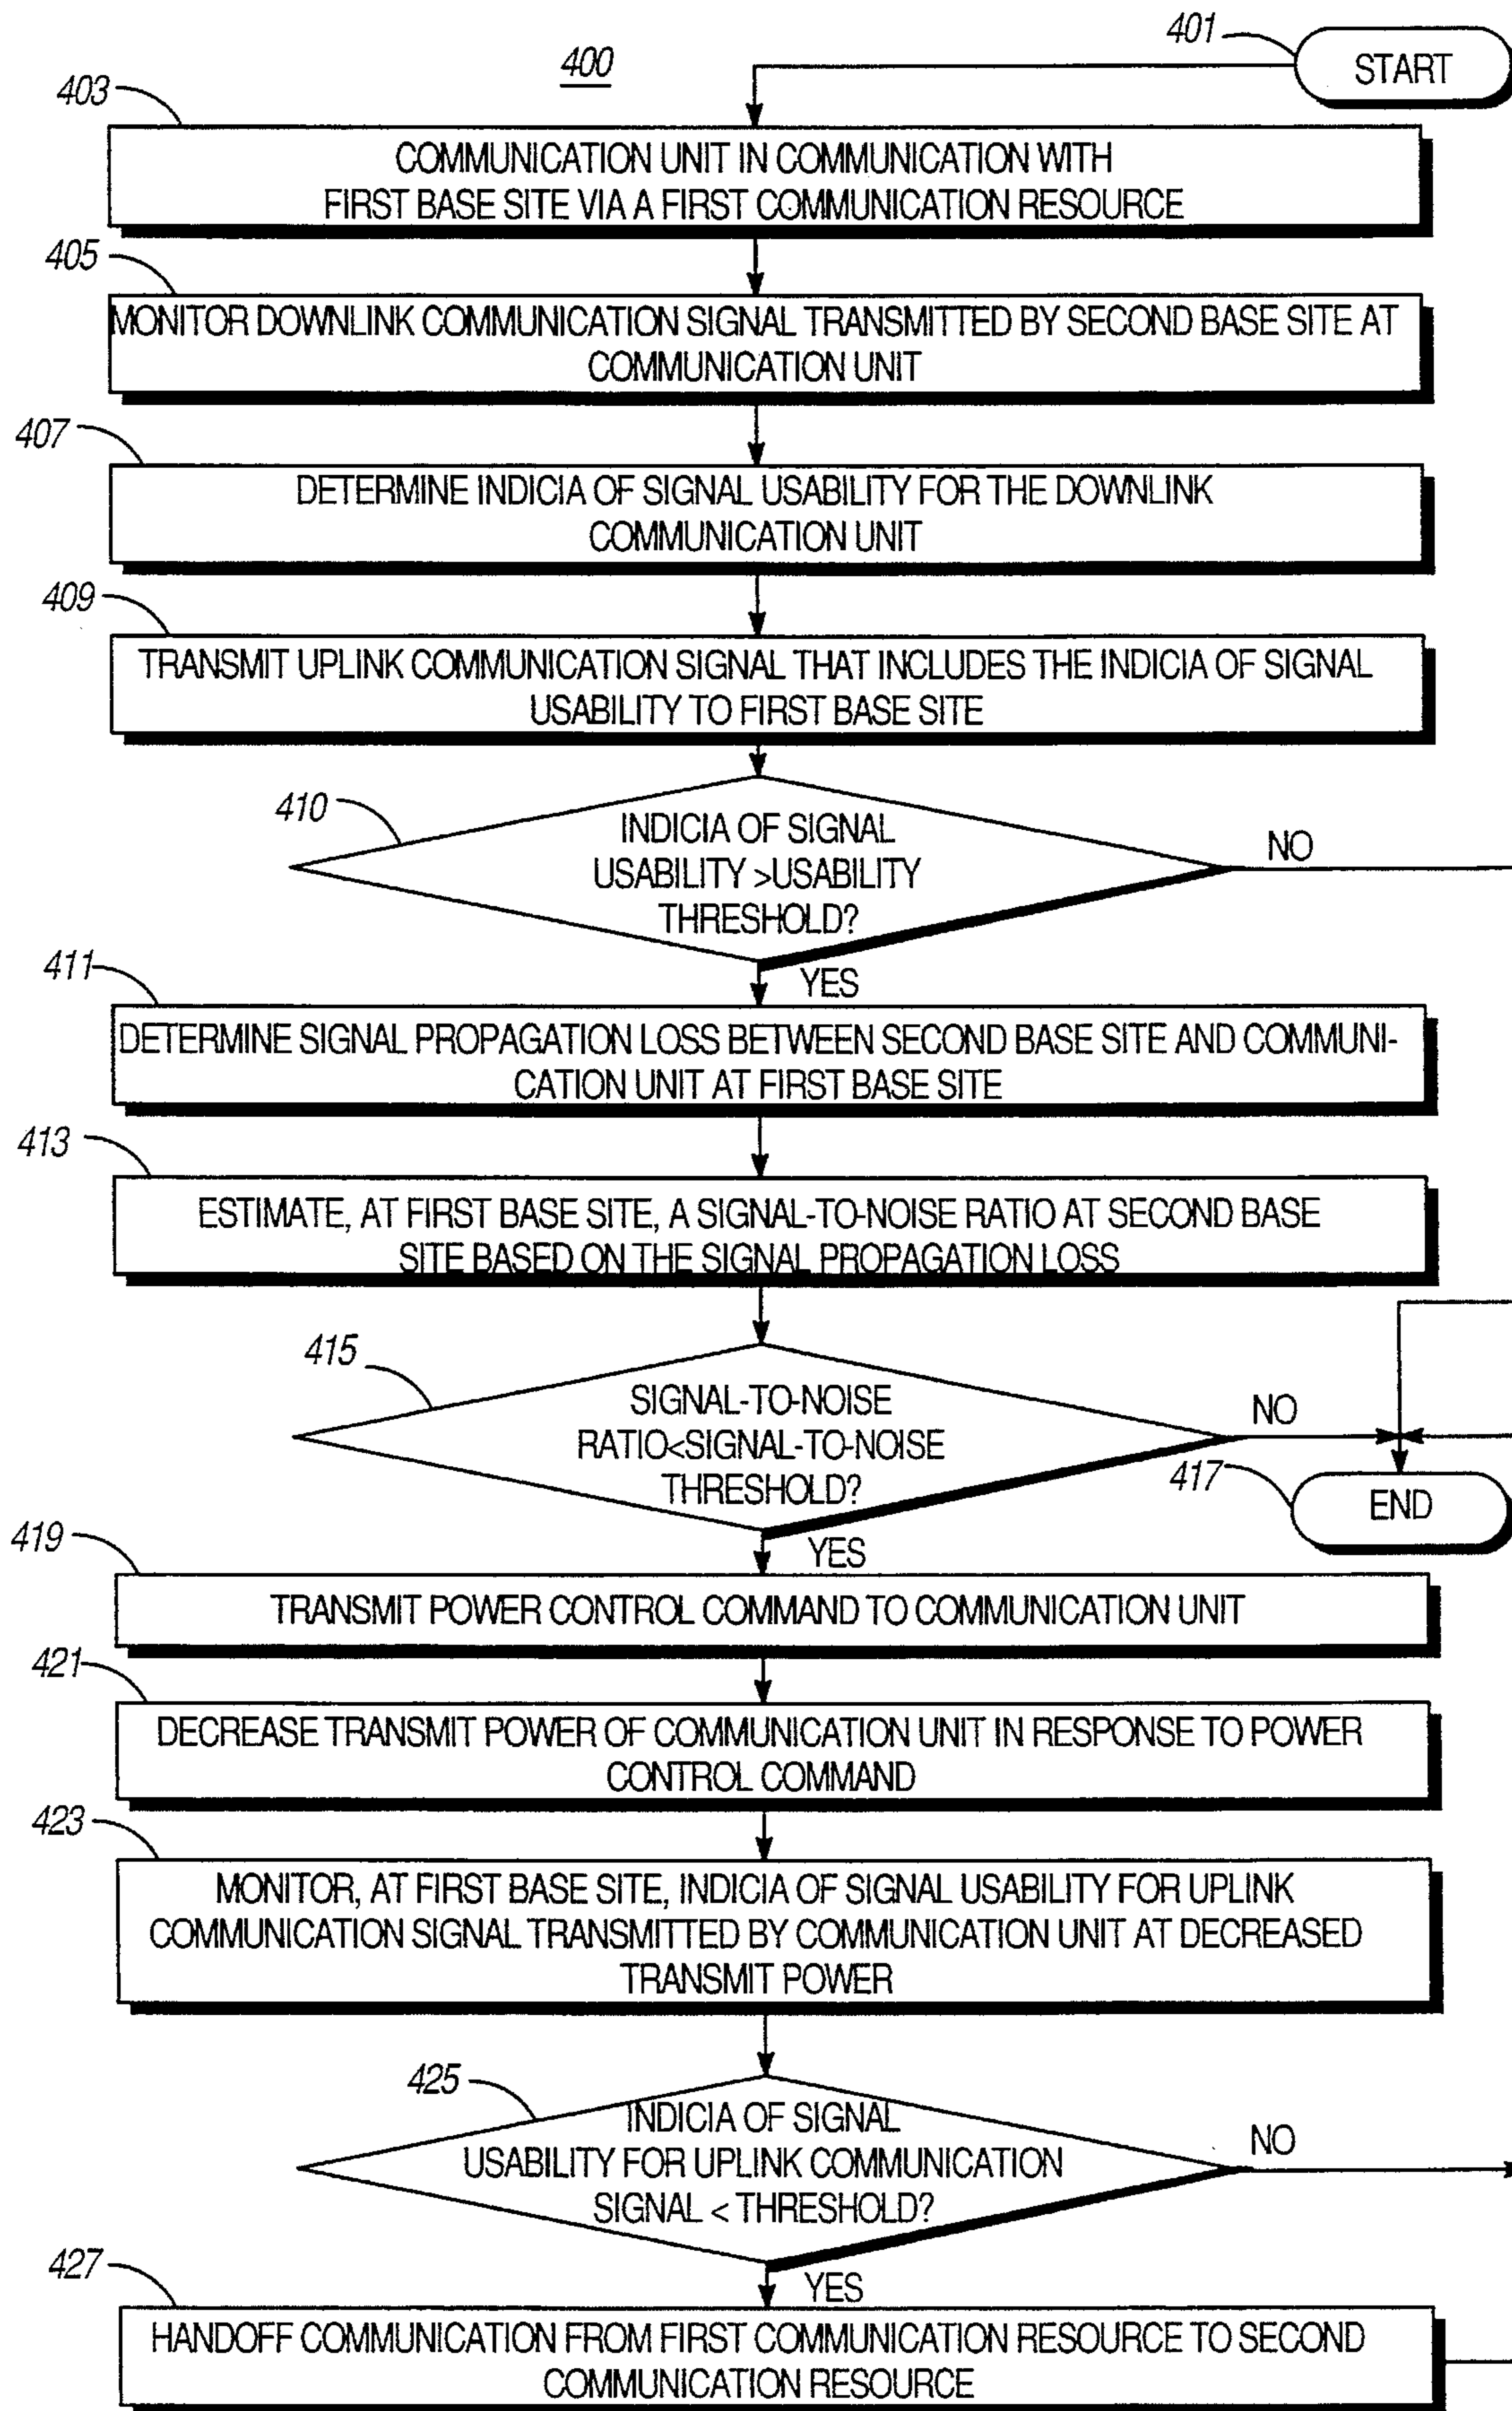 400
401
START
403
COMMUNICATION UNIT IN COMMUNICATION WITH
FIRST BASE SITE VIA A FIRST COMMUNICATION RESOURCE
405
MONITOR DOWNLINK COMMUNICATION SIGNAL TRANSMITTED BY SECOND BASE SITE AT
COMMUNICATION UNIT
407
DETERMINE INDICIA OF SIGNAL USABILITY FOR THE DOWNLINK
COMMUNICATION UNIT
409
TRANSMIT UPLINK COMMUNICATION SIGNAL THAT INCLUDES THE INDICIA OF SIGNAL
USABILITY TO FIRST BASE SITE
410
INDICIA OF SIGNAL
USABILITY >USABILITY
THRESHOLD?
NO
YES
411
DETERMINE SIGNAL PROPAGATION LOSS BETWEEN SECOND BASE SITE AND COMMUNI-
CATION UNIT AT FIRST BASE SITE
413
ESTIMATE, AT FIRST BASE SITE, A SIGNAL-TO-NOISE RATIO AT SECOND BASE
SITE BASED ON THE SIGNAL PROPAGATION LOSS
415
SIGNAL-TO-NOISE
RATIO<SIGNAL-TO-NOISE
THRESHOLD?
NO
417
END
YES
419
TRANSMIT POWER CONTROL COMMAND TO COMMUNICATION UNIT
421
DECREASE TRANSMIT POWER OF COMMUNICATION UNIT IN RESPONSE TO POWER
CONTROL COMMAND
423
MONITOR, AT FIRST BASE SITE, INDICIA OF SIGNAL USABILITY FOR UPLINK
COMMUNICATION SIGNAL TRANSMITTED BY COMMUNICATION UNIT AT DECREASED
TRANSMIT POWER
425
INDICIA OF SIGNAL
USABILITY FOR UPLINK COMMUNICATION
SIGNAL < THRESHOLD?
NO
YES
427
HANDOFF COMMUNICATION FROM FIRST COMMUNICATION RESOURCE TO SECOND
COMMUNICATION RESOURCE